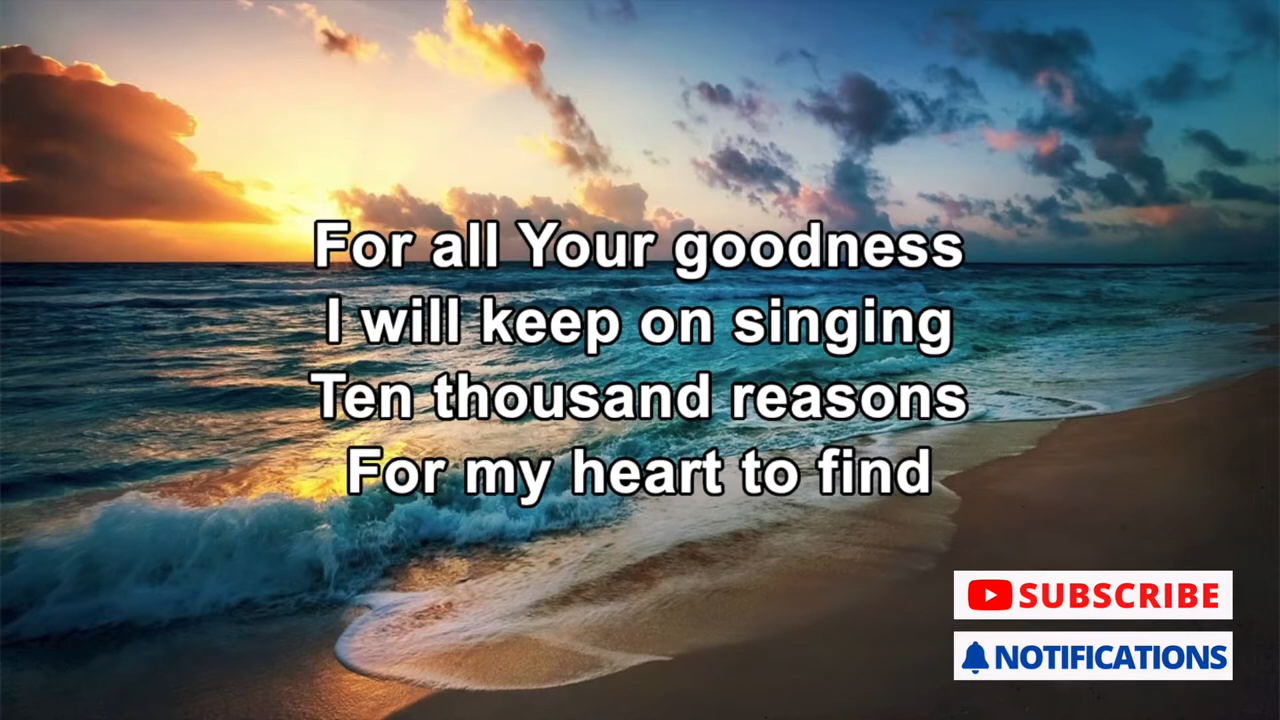 For all Your goodness
I will keep on singing
Ten thousand reasons
For my heart to find
SUBSCRIBE
NOTIFICATIONS